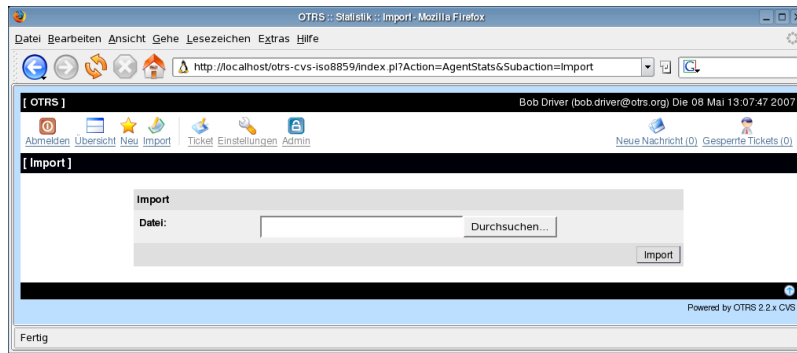 OTRS :: Statistik :: Import - Mozilla Firefox
Datei Bearbeiten Ansicht Gehe Lesezeichen Extras Hilfe
http://localhost/otrs-cvs-iso8859/index.pl?Action=AgentStats&Subaction=Import
[ OTRS ] Bob Driver (bob.driver@otrs.org) Die 08 Mai 13:07:47 2007
Abmelden Übersicht Neu Import Ticket Einstellungen Admin Neue Nachricht (0) Gesperrte Tickets (0)
[ Import ]
Import
Datei: Durchsuchen...
Import
Powered by OTRS 2.2.x CVS
Fertig